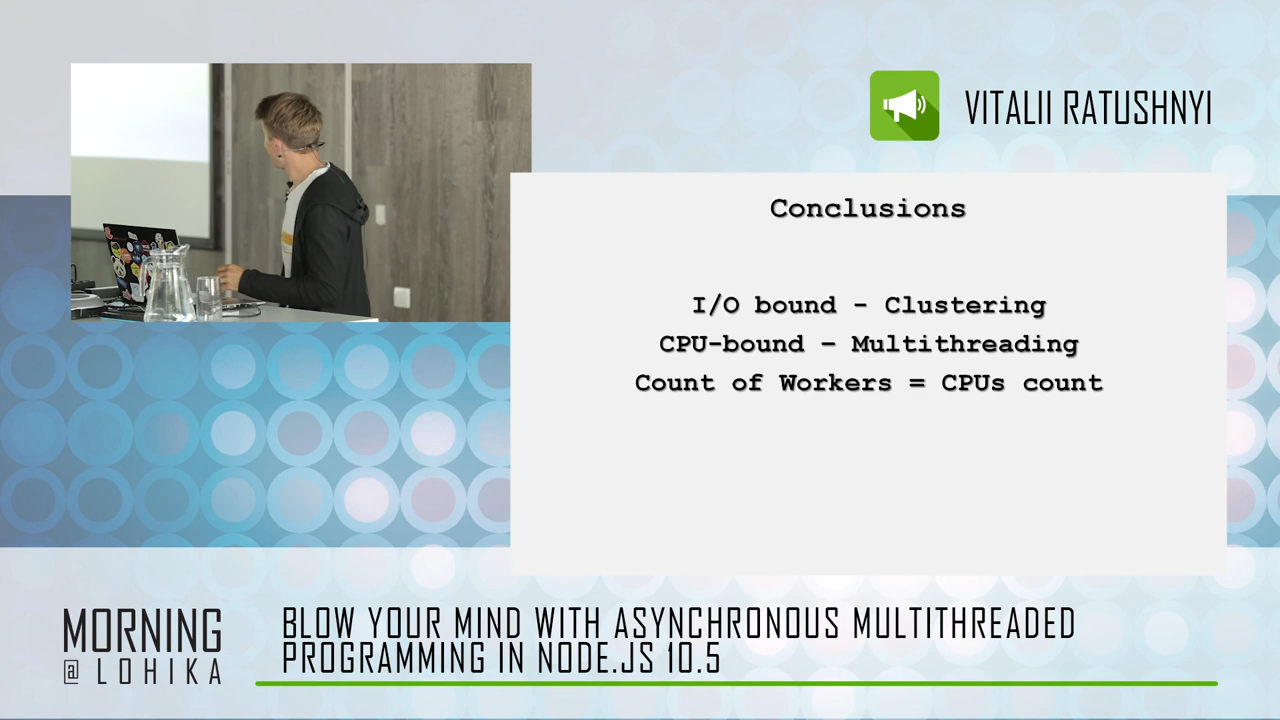 VITALII RATUSHNYI
Conclusions
I/O bound - Clustering
CPU-bound - Multithreading
Count of Workers = CPUs count
MORNING
@ LOHIKA
BLOW YOUR MIND WITH ASYNCHRONOUS MULTITHREADED
PROGRAMMING IN NODE.JS 10.5